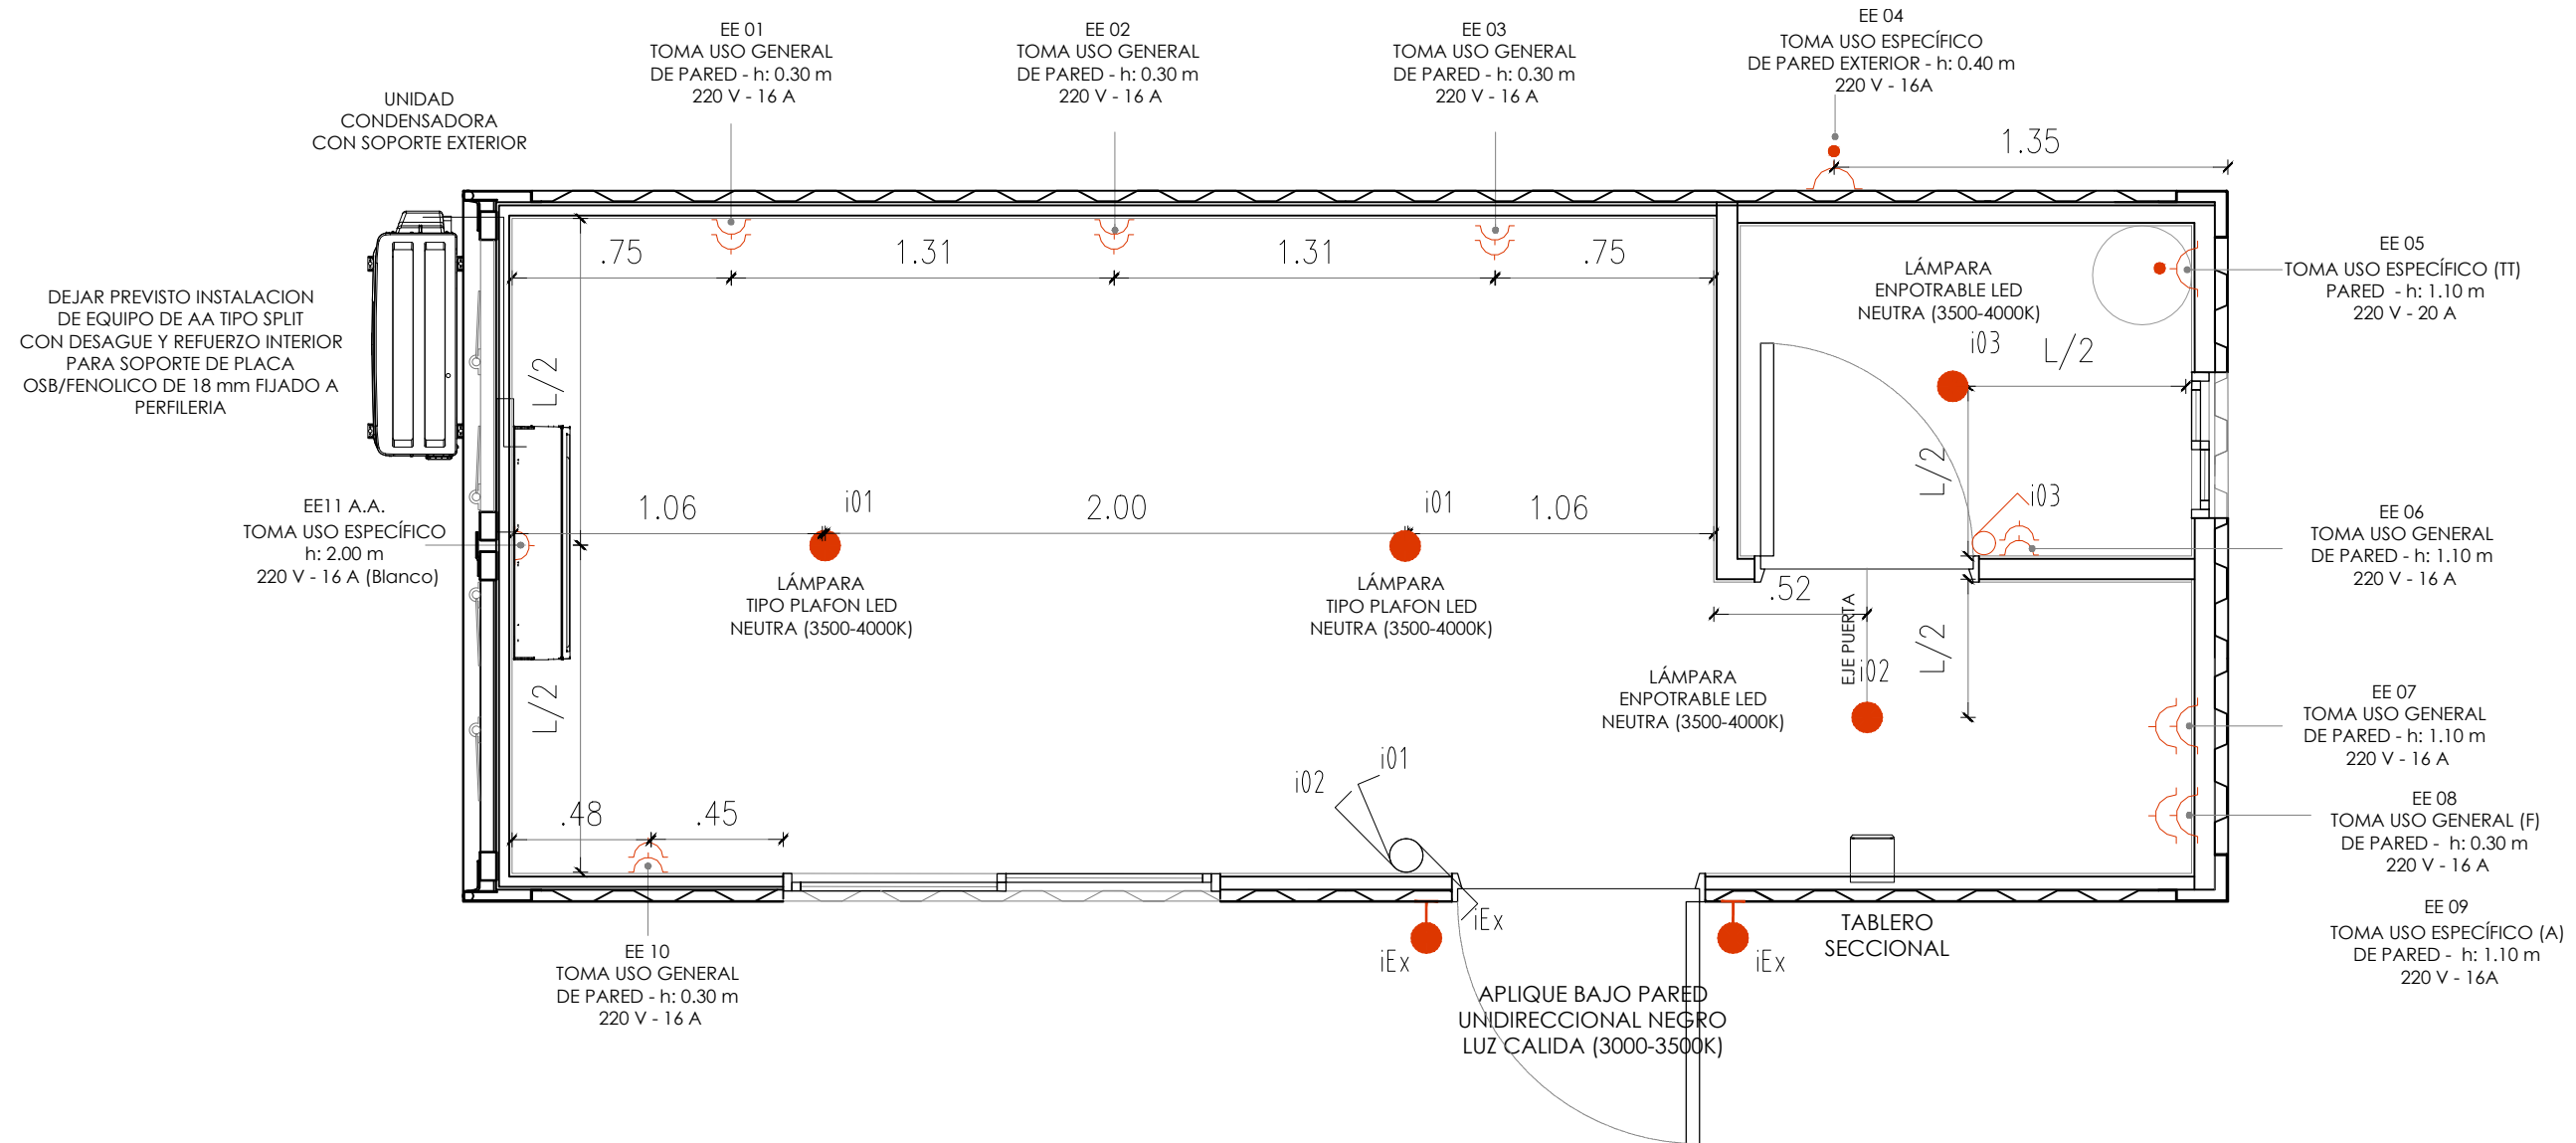 EE 01
TOMA USO GENERAL
DE PARED - h: 0.30 m
220 V - 16 A
EE 02
TOMA USO GENERAL
DE PARED - h: 0.30 m
220 V - 16 A
EE 03
TOMA USO GENERAL
DE PARED - h: 0.30 m
220 V - 16 A
EE 04
TOMA USO ESPECÍFICO
DE PARED EXTERIOR - h: 0.40 m
220 V - 16A
UNIDAD
CONDENSADORA
CON SOPORTE EXTERIOR
1.35
.75
1.31
1.31
.75
EE 05
TOMA USO ESPECÍFICO (TT)
PARED - h: 1.10 m
220 V - 20 A
LÁMPARA
ENPOTRABLE LED
NEUTRA (3500-4000K)
i03
L/2
DEJAR PREVISTO INSTALACION
DE EQUIPO DE AA TIPO SPLIT
CON DESAGUE Y REFUERZO INTERIOR
PARA SOPORTE DE PLACA
OSB/FENOLICO DE 18 mm FIJADO A
PERFILERIA
L/2
L/2
EE11 A.A.
TOMA USO ESPECÍFICO
h: 2.00 m
220 V - 16 A (Blanco)
1.06
i01
2.00
i01
1.06
i03
EE 06
TOMA USO GENERAL
DE PARED - h: 1.10 m
220 V - 16 A
LÁMPARA
TIPO PLAFON LED
NEUTRA (3500-4000K)
LÁMPARA
TIPO PLAFON LED
NEUTRA (3500-4000K)
.52
EJE PUERTA
L/2
i02
LÁMPARA
ENPOTRABLE LED
NEUTRA (3500-4000K)
L/2
EE 07
TOMA USO GENERAL
DE PARED - h: 1.10 m
220 V - 16 A
i01
i02
.48
.45
EE 08
TOMA USO GENERAL (F)
DE PARED - h: 0.30 m
220 V - 16 A
EE 09
TOMA USO ESPECÍFICO (A)
DE PARED - h: 1.10 m
220 V - 16A
iEx
iEx
iEx
TABLERO
SECCIONAL
EE 10
TOMA USO GENERAL
DE PARED - h: 0.30 m
220 V - 16 A
APLIQUE BAJO PARED
UNIDIRECCIONAL NEGRO
LUZ CALIDA (3000-3500K)